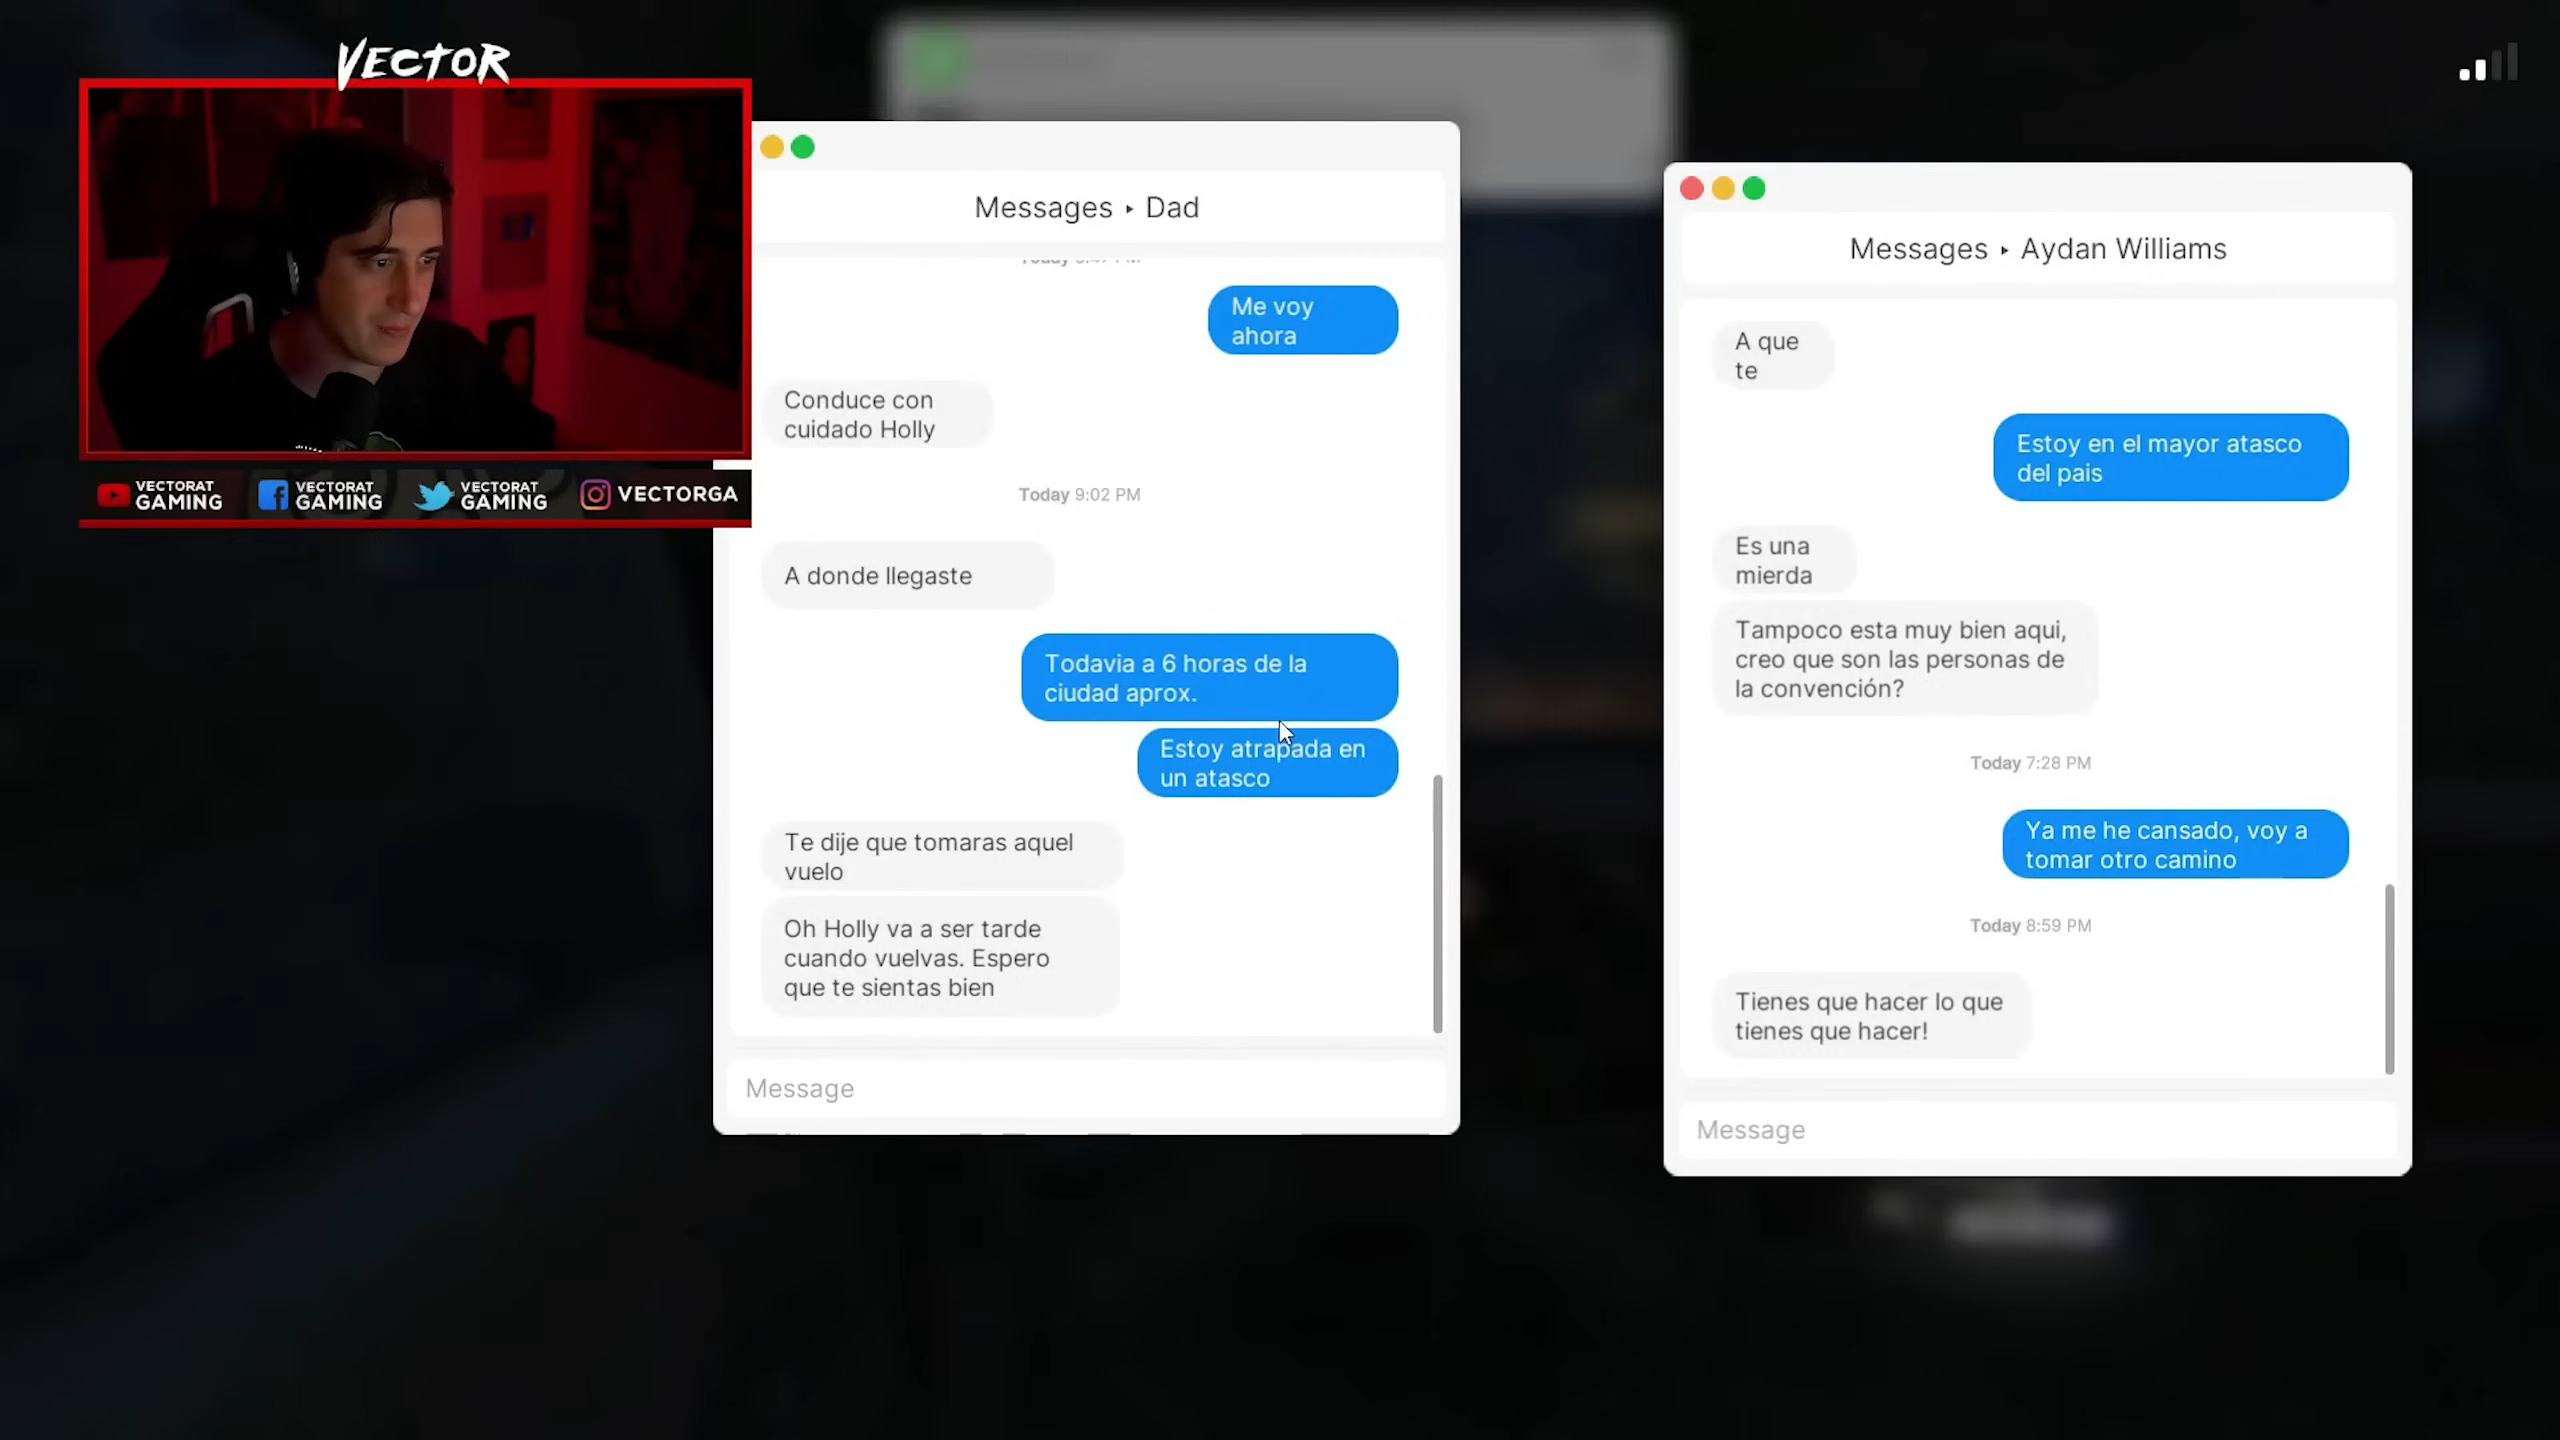 VECTOR
VECTORAT
GAMING
VECTORAT
GAMING
VECTORAT
GAMING
VECTORGA
Messages ▸ Dad
Me voy
ahora
Conduce con
cuidado Holly
Today 9:02 PM
A donde llegaste
Todavia a 6 horas de la
ciudad aprox.
Estoy atrapada en
un atasco
Te dije que tomaras aquel
vuelo
Oh Holly va a ser tarde
cuando vuelvas. Espero
que te sientas bien
Message
Messages ▸ Aydan Williams
A que
te
Estoy en el mayor atasco
del pais
Es una
mierda
Tampoco esta muy bien aqui,
creo que son las personas de
la convención?
Today 7:28 PM
Ya me he cansado, voy a
tomar otro camino
Today 8:59 PM
Tienes que hacer lo que
tienes que hacer!
Message